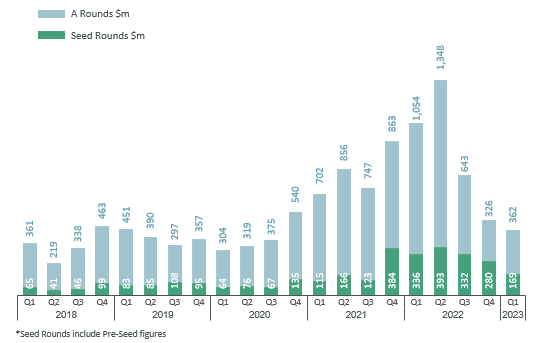 A Rounds $m
Seed Rounds $m
361 219 338 463 451 390 297 357 304 319 375 540 702 856 747 863 1,054 1,348 643 326 362
65 41 46 99 83 85 108 95 64 76 67 135 115 166 123 384 336 393 332 280 169
Q1 Q2 Q3 Q4 Q1 Q2 Q3 Q4 Q1 Q2 Q3 Q4 Q1 Q2 Q3 Q4 Q1 Q2 Q3 Q4 Q1
2018 2019 2020 2021 2022 2023
*Seed Rounds include Pre-Seed figures